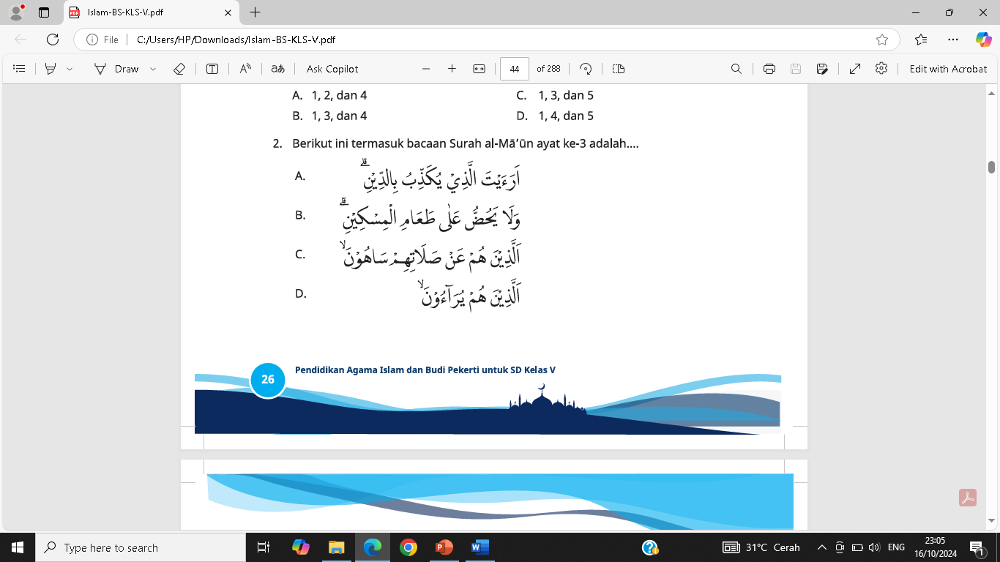 Islam-BS-KLS-V.pdf
File C:/Users/HP/Downloads/Islam-BS-KLS-V.pdf
Draw Ask Copilot 44 of 288 Edit with Acrobat
A. 1, 2, dan 4 C. 1, 3, dan 5
B. 1, 3, dan 4 D. 1, 4, dan 5
2. Berikut ini termasuk bacaan Surah al-Mā’ūn ayat ke-3 adalah....
A. اَرَءَيْتَ الَّذِيْ يُكَذِّبُ بِالدِّيْنِۗ
B. وَلَا يَحُضُّ عَلٰى طَعَامِ الْمِسْكِيْنِۗ
C. الَّذِيْنَ هُمْ عَنْ صَلَاتِهِمْ سَاهُوْنَۙ
D. الَّذِيْنَ هُمْ يُرَاۤءُوْنَۙ
Pendidikan Agama Islam dan Budi Pekerti untuk SD Kelas V
26
Type here to search 31°C Cerah ENG 23:05
16/10/2024 1